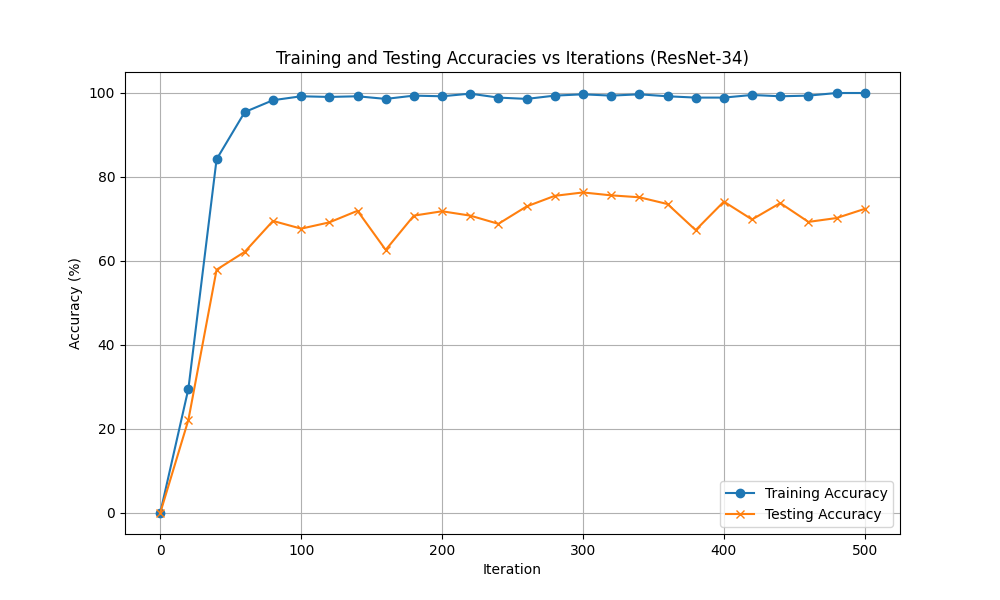 Training and Testing Accuracies vs Iterations (ResNet-34)
Accuracy (%)
100
80
60
40
20
0
0 100 200 300 400 500
Iteration
Training Accuracy
Testing Accuracy